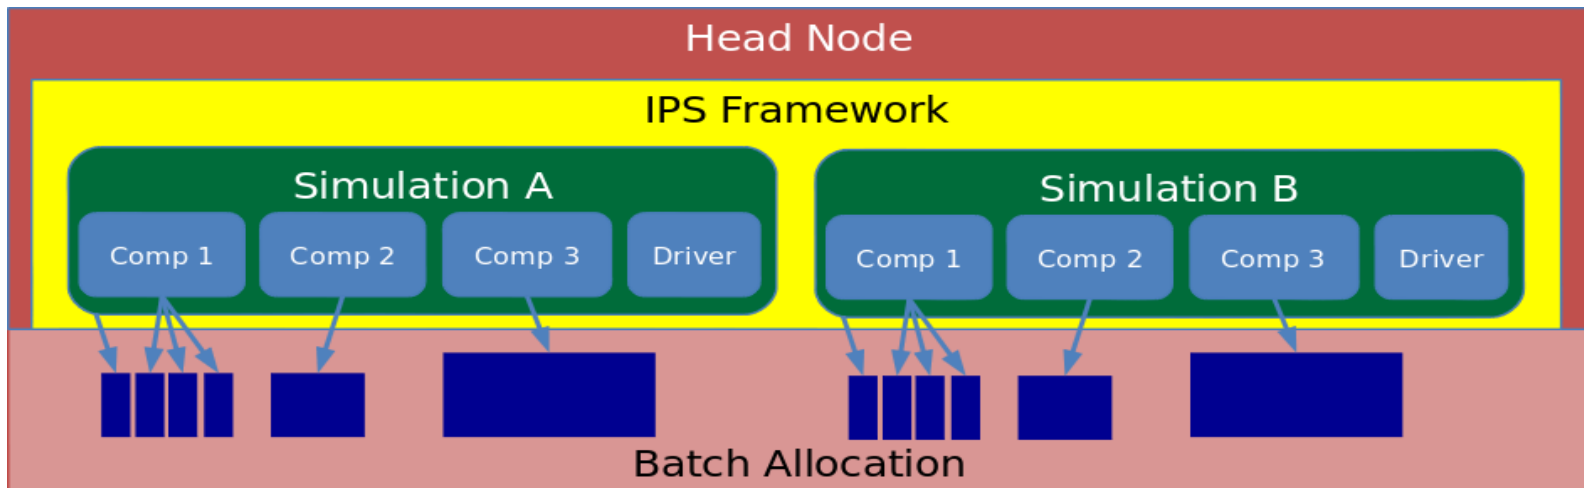 Head Node
IPS Framework
Simulation A
Comp 1
Comp 2
Comp 3
Driver
Simulation B
Comp 1
Comp 2
Comp 3
Driver
Batch Allocation